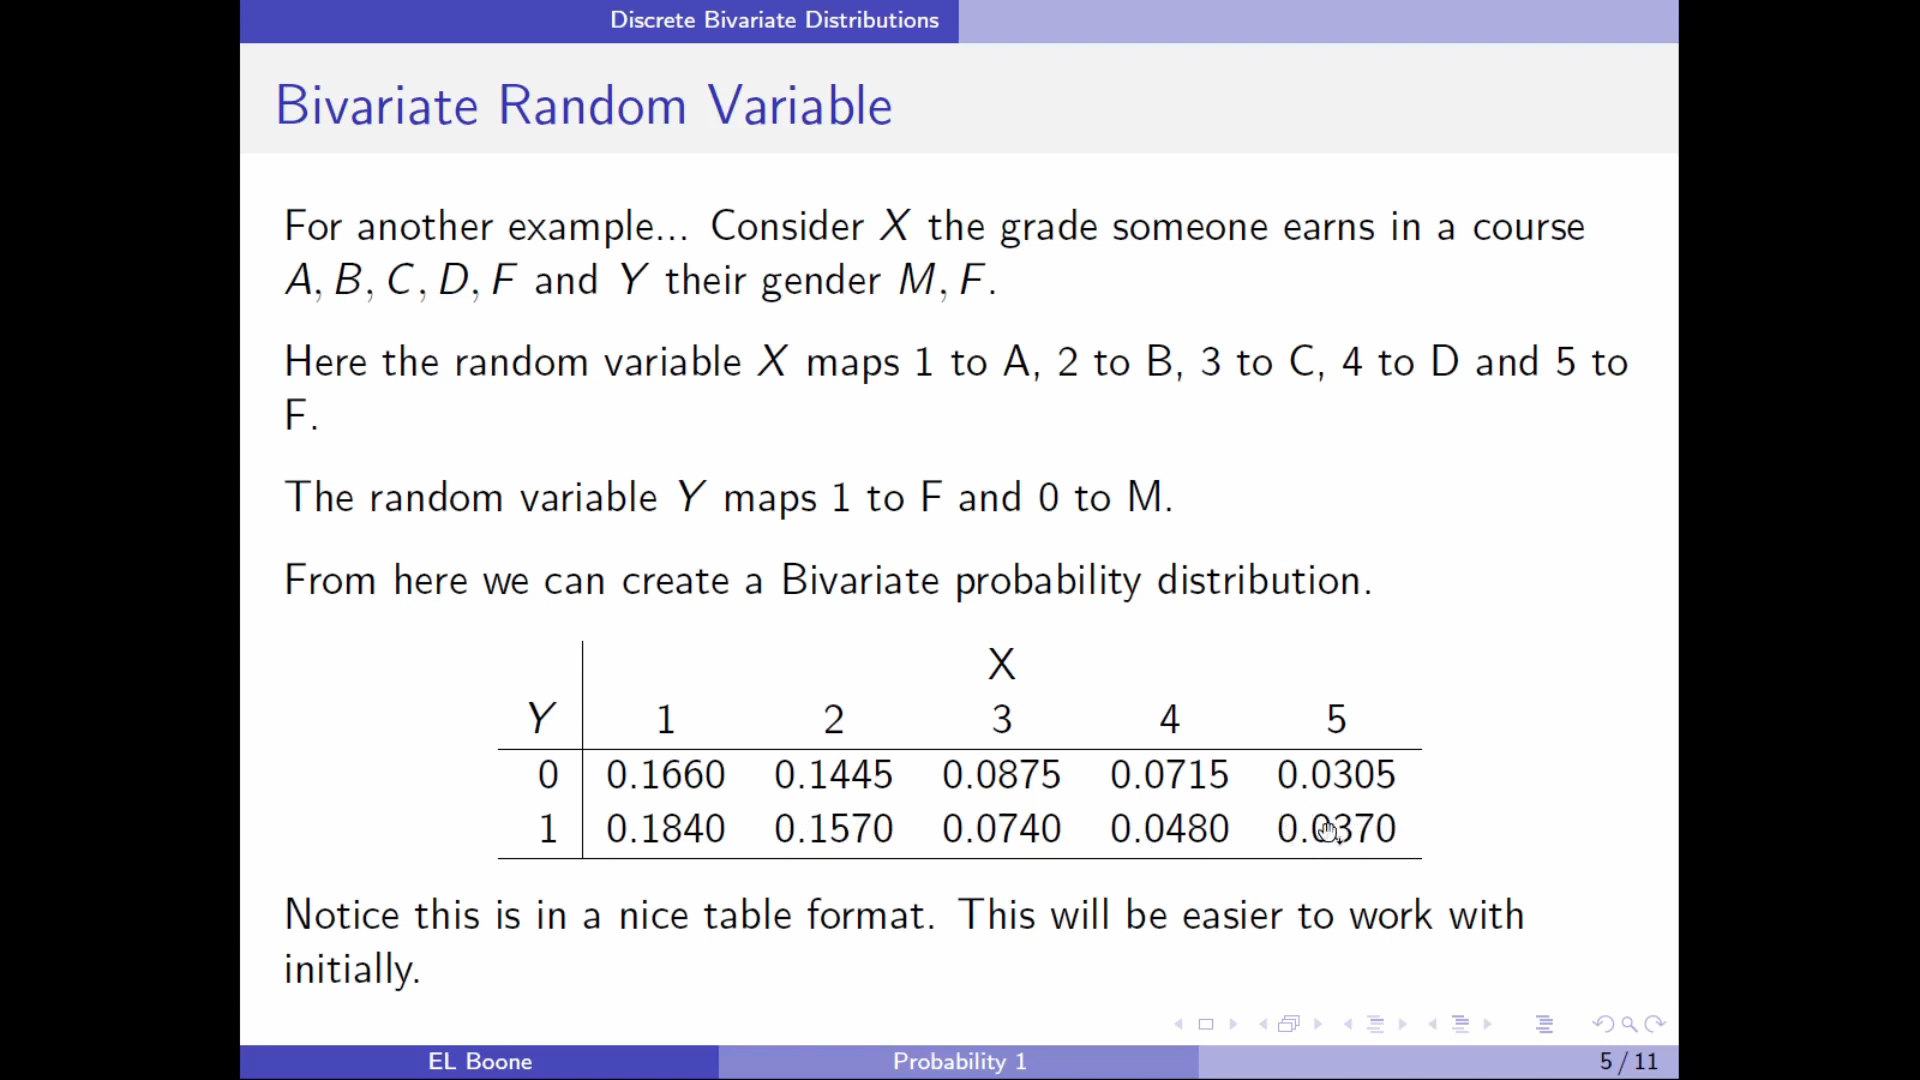 Discrete Bivariate Distributions
Bivariate Random Variable
For another example... Consider X the grade someone earns in a course
A, B, C, D, F and Y their gender M, F.
Here the random variable X maps 1 to A, 2 to B, 3 to C, 4 to D and 5 to
F.
The random variable Y maps 1 to F and 0 to M.
From here we can create a Bivariate probability distribution.
X
Y 1 2 3 4 5
0 0.1660 0.1445 0.0875 0.0715 0.0305
1 0.1840 0.1570 0.0740 0.0480 0.0370
Notice this is in a nice table format. This will be easier to work with
initially.
EL Boone Probability 1 5 / 11